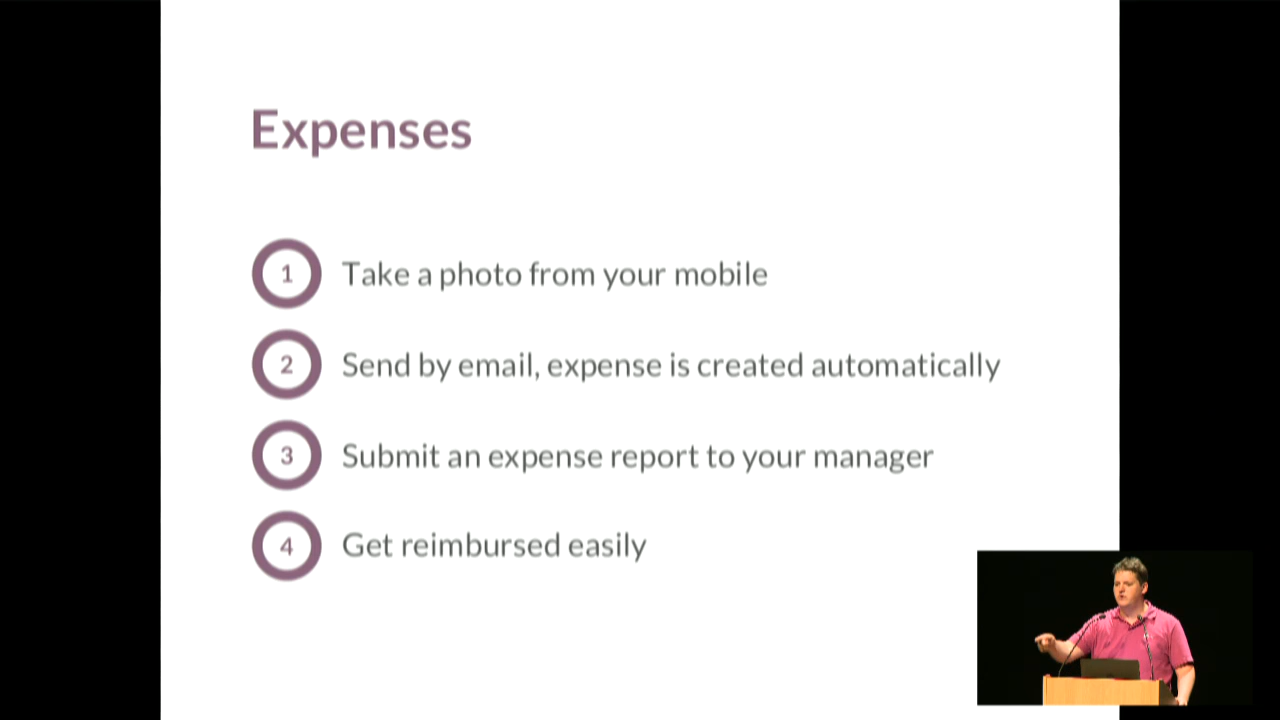 Expenses
1 Take a photo from your mobile
2 Send by email, expense is created automatically
3 Submit an expense report to your manager
4 Get reimbursed easily